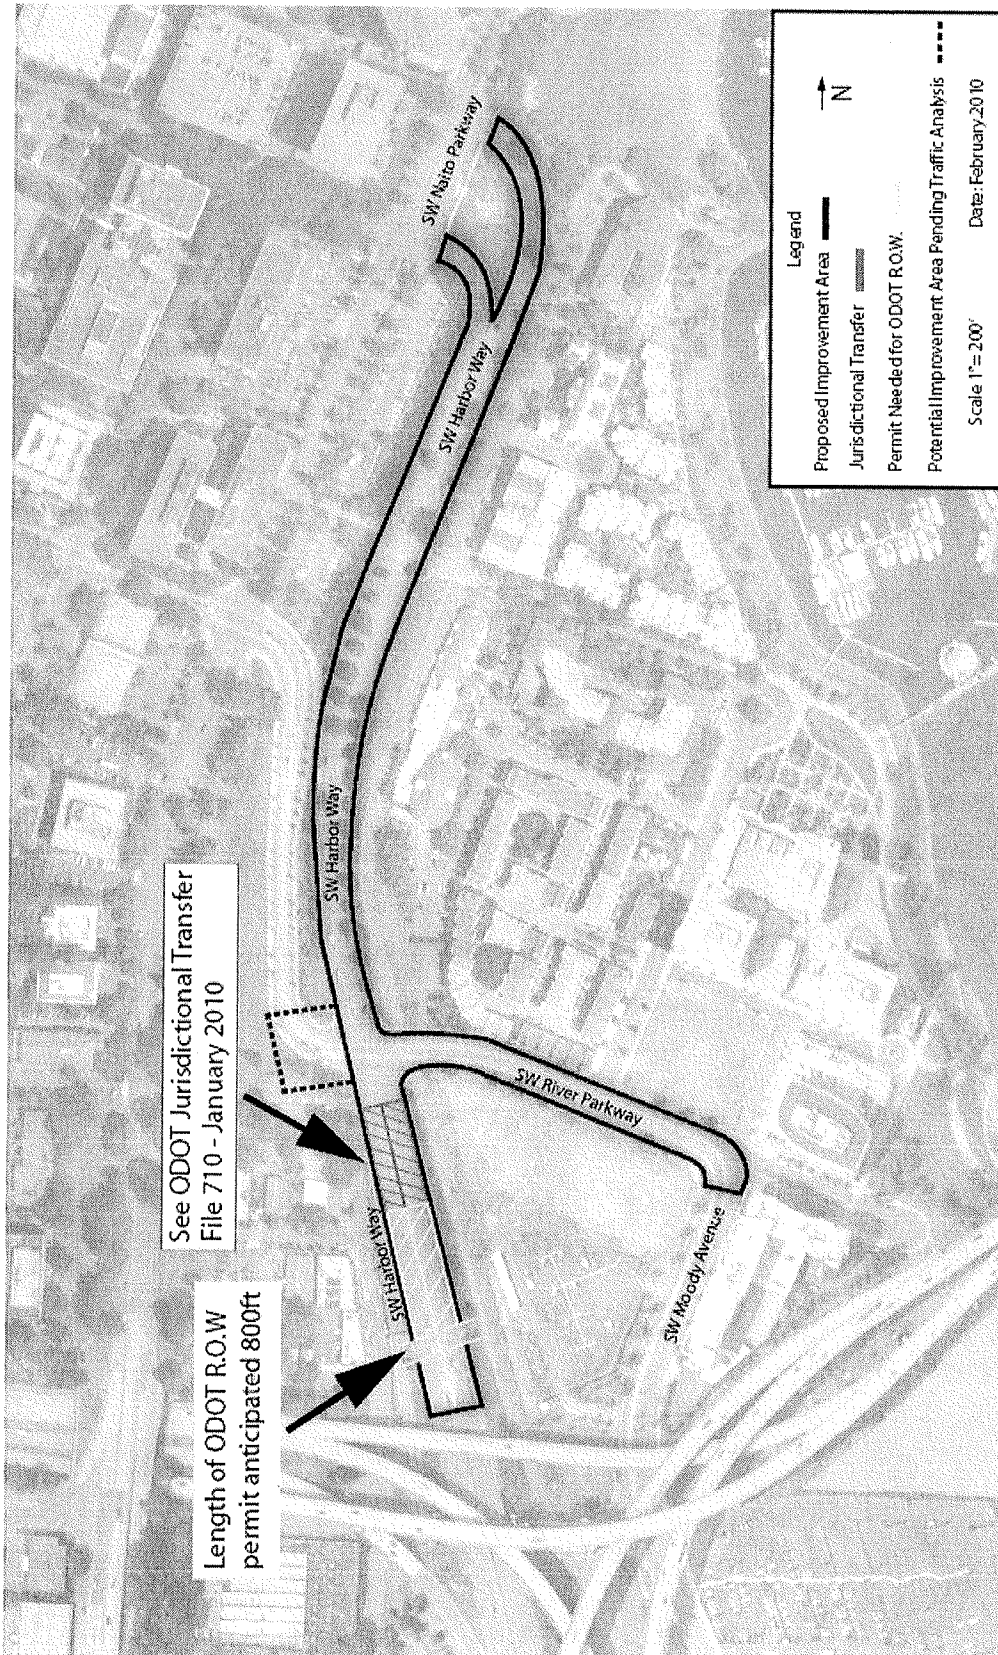 See ODOT Jurisdictional Transfer
File 710 - January 2010
Length of ODOT R.O.W
permit anticipated 800ft
SW Harbor Way
SW Harbor Way
SW Harbor Way
SW Naito Parkway
SW River Parkway
SW Moody Avenue
Legend
Proposed Improvement Area
N
Jurisdictional Transfer
Permit Needed for ODOT R.O.W.
Potential Improvement Area Pending Traffic Analysis
Scale 1"= 200'
Date: February,2010